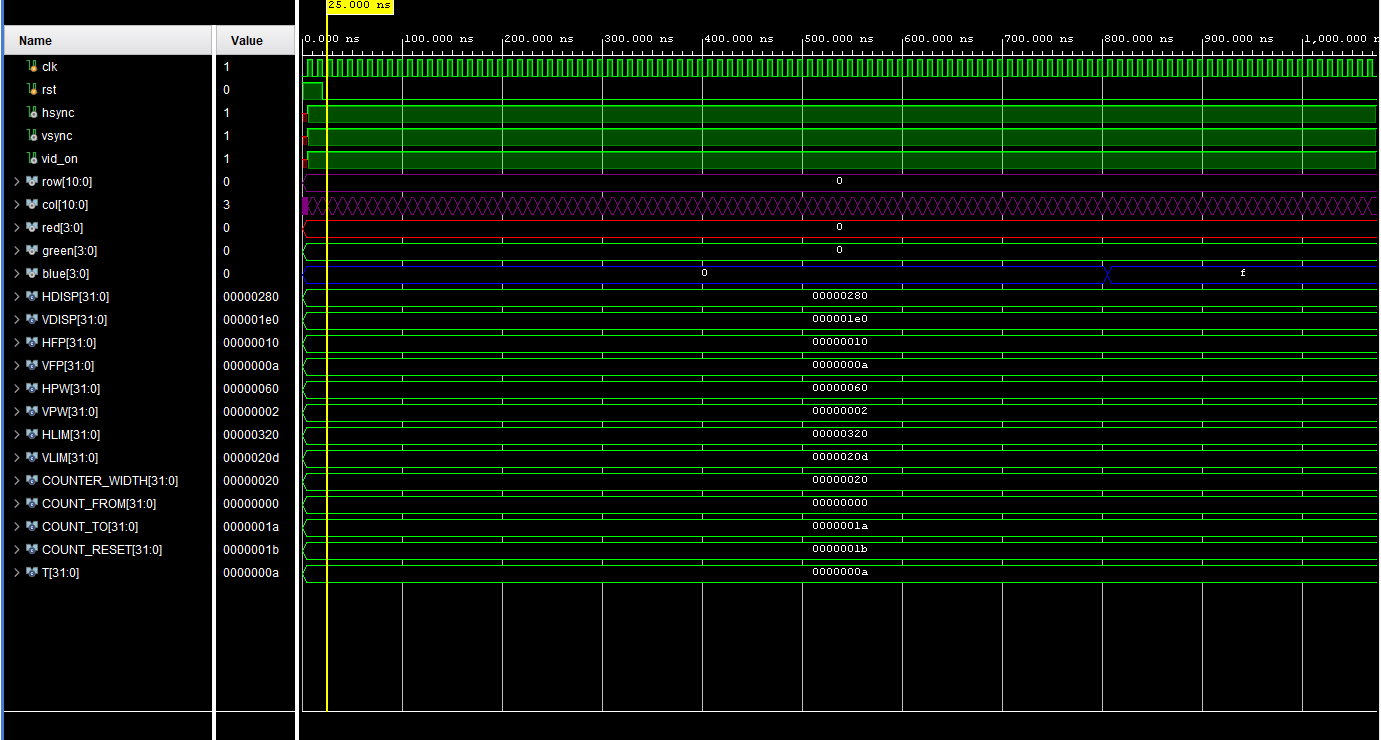 25.000 ns
Name Value
0.000 ns 100.000 ns 200.000 ns 300.000 ns 400.000 ns 500.000 ns 600.000 ns 700.000 ns 800.000 ns 900.000 ns 1,000.000 n
clk 1
rst 0
hsync 1
vsync 1
vid_on 1
row[10:0] 0 0
col[10:0] 3
red[3:0] 0 0
green[3:0] 0 0
blue[3:0] 0 0 f
HDISP[31:0] 00000280 00000280
VDISP[31:0] 000001e0 000001e0
HFP[31:0] 00000010 00000010
VFP[31:0] 0000000a 0000000a
HPW[31:0] 00000060 00000060
VPW[31:0] 00000002 00000002
HLIM[31:0] 00000320 00000320
VLIM[31:0] 0000020d 0000020d
COUNTER_WIDTH[31:0] 00000020 00000020
COUNT_FROM[31:0] 00000000 00000000
COUNT_TO[31:0] 0000001a 0000001a
COUNT_RESET[31:0] 0000001b 0000001b
T[31:0] 0000000a 0000000a